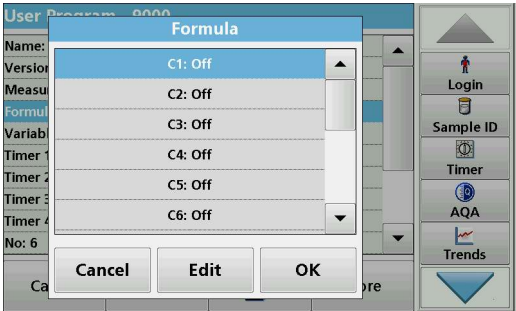 User Program - 9000
Formula
Name:
Version
Measu
Formul
Variabl
Timer 1
Timer 2
Timer 3
Timer 4
No: 6
C1: Off
C2: Off
C3: Off
C4: Off
C5: Off
C6: Off
Cancel
Edit
OK
Ca
ore
Login
Sample ID
Timer
AQA
Trends